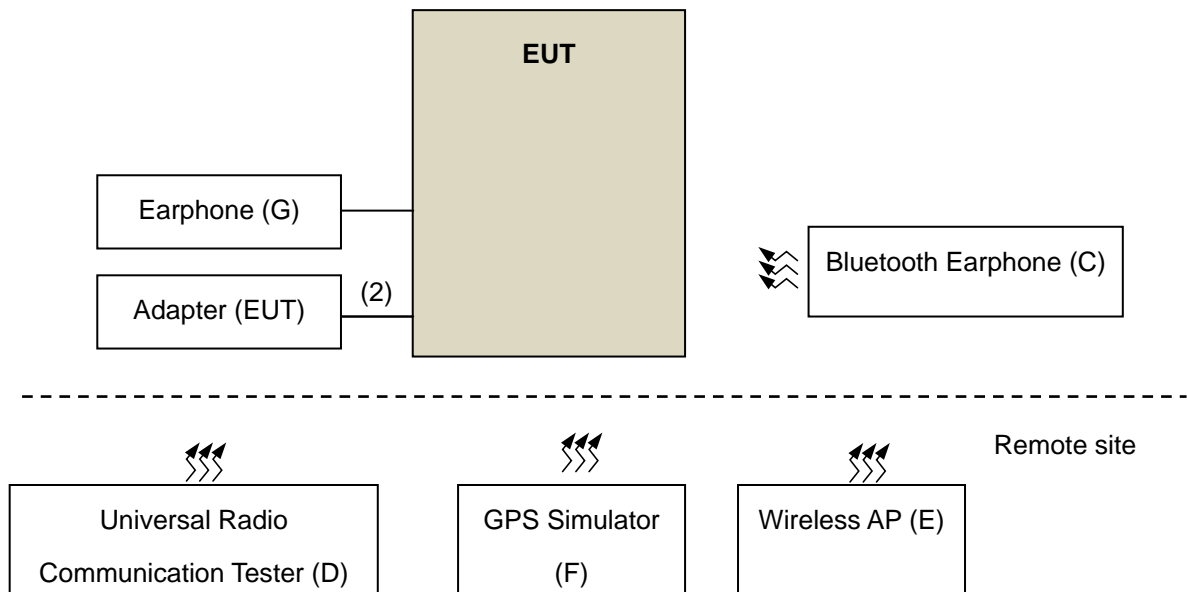 EUT
Earphone (G)
Adapter (EUT)
(2)
Bluetooth Earphone (C)
Remote site
Universal Radio
Communication Tester (D)
GPS Simulator
(F)
Wireless AP (E)